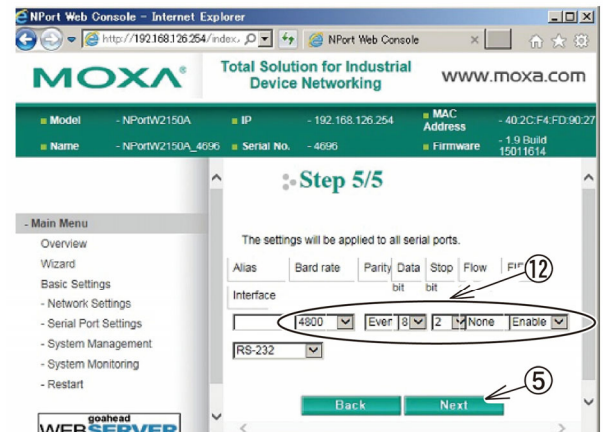 NPort Web Console - Internet Explorer
http://192.168.126.254/index.
NPort Web Console
MOXA®
Total Solution for Industrial
Device Networking
www.moxa.com
Model - NPortW2150A
IP - 192.168.126.254
MAC Address - 40:2C:F4:FD:90:27
Name - NPortW2150A_4696
Serial No. - 4696
Firmware - 1.9 Build 15011614
Step 5/5
- Main Menu
Overview
Wizard
Basic Settings
- Network Settings
- Serial Port Settings
- System Management
- System Monitoring
- Restart
goahead
WEBSERVER
The settings will be applied to all serial ports.
Alias Bard rate Parity Data bit Stop bit Flow
Interface
⑫
4800 Even 8 2 None Enable
RS-232
⑤
Back Next